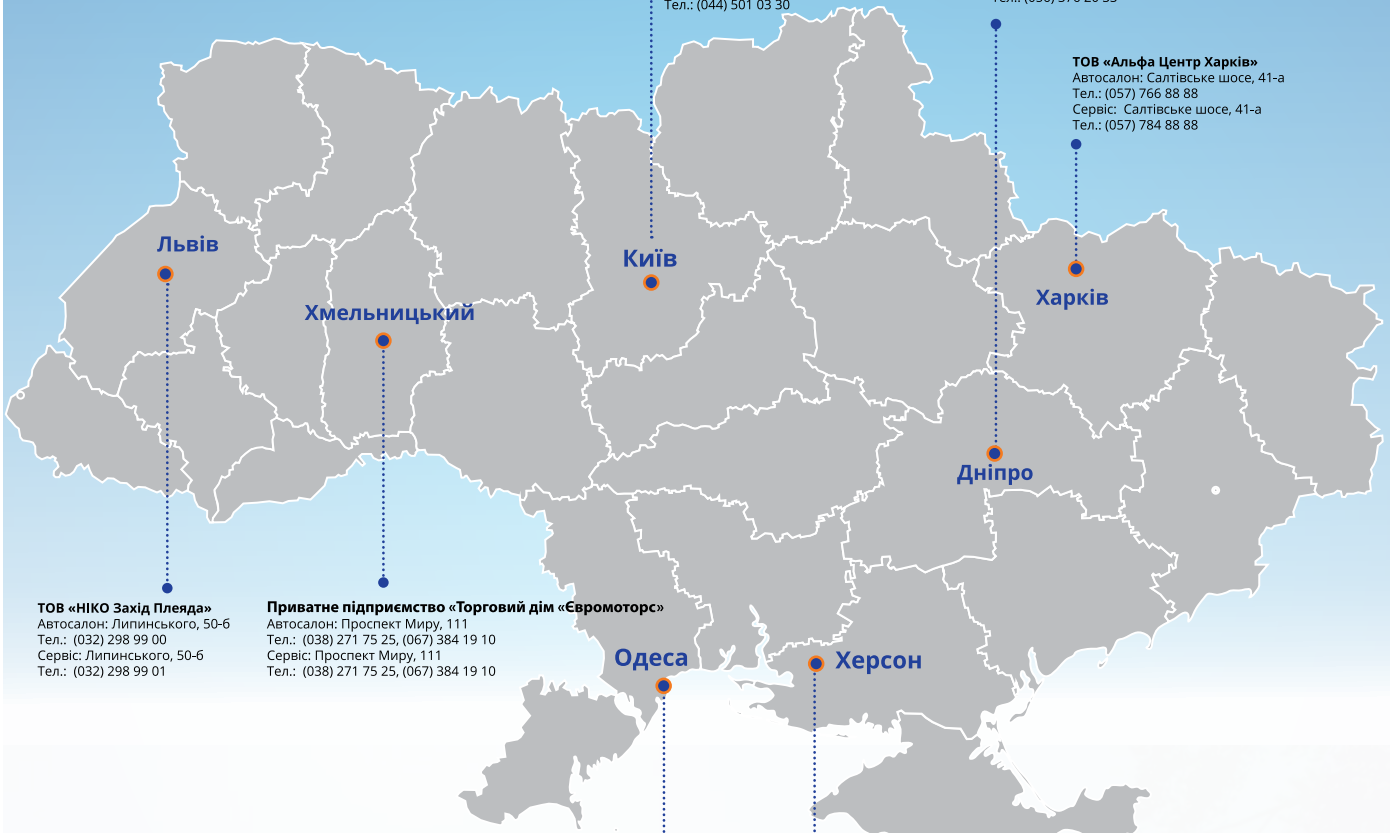 Тел.: (044) 501 03 30
ТОВ «Альфа Центр Харків»
Автосалон: Салтівське шосе, 41-а
Тел.: (057) 766 88 88
Сервіс: Салтівське шосе, 41-а
Тел.: (057) 784 88 88
Львів
Київ
Хмельницький
Харків
Дніпро
ТОВ «НІКО Захід Плеяда»
Автосалон: Липинського, 50-б
Тел.: (032) 298 99 00
Сервіс: Липинського, 50-б
Тел.: (032) 298 99 01
Приватне підприємство «Торговий дім «Євромоторс»
Автосалон: Проспект Миру, 111
Тел.: (038) 271 75 25, (067) 384 19 10
Сервіс: Проспект Миру, 111
Тел.: (038) 271 75 25, (067) 384 19 10
Одеса
Херсон